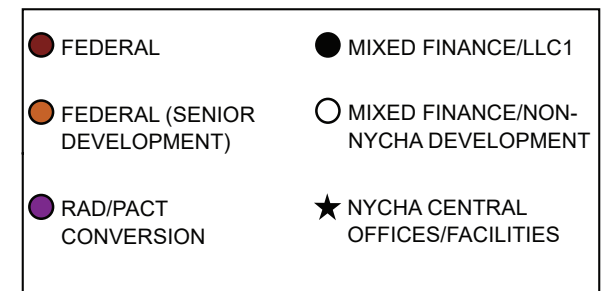 FEDERAL
FEDERAL (SENIOR
DEVELOPMENT)
RAD/PACT
CONVERSION
MIXED FINANCE/LLC1
MIXED FINANCE/NON-
NYCHA DEVELOPMENT
NYCHA CENTRAL
OFFICES/FACILITIES